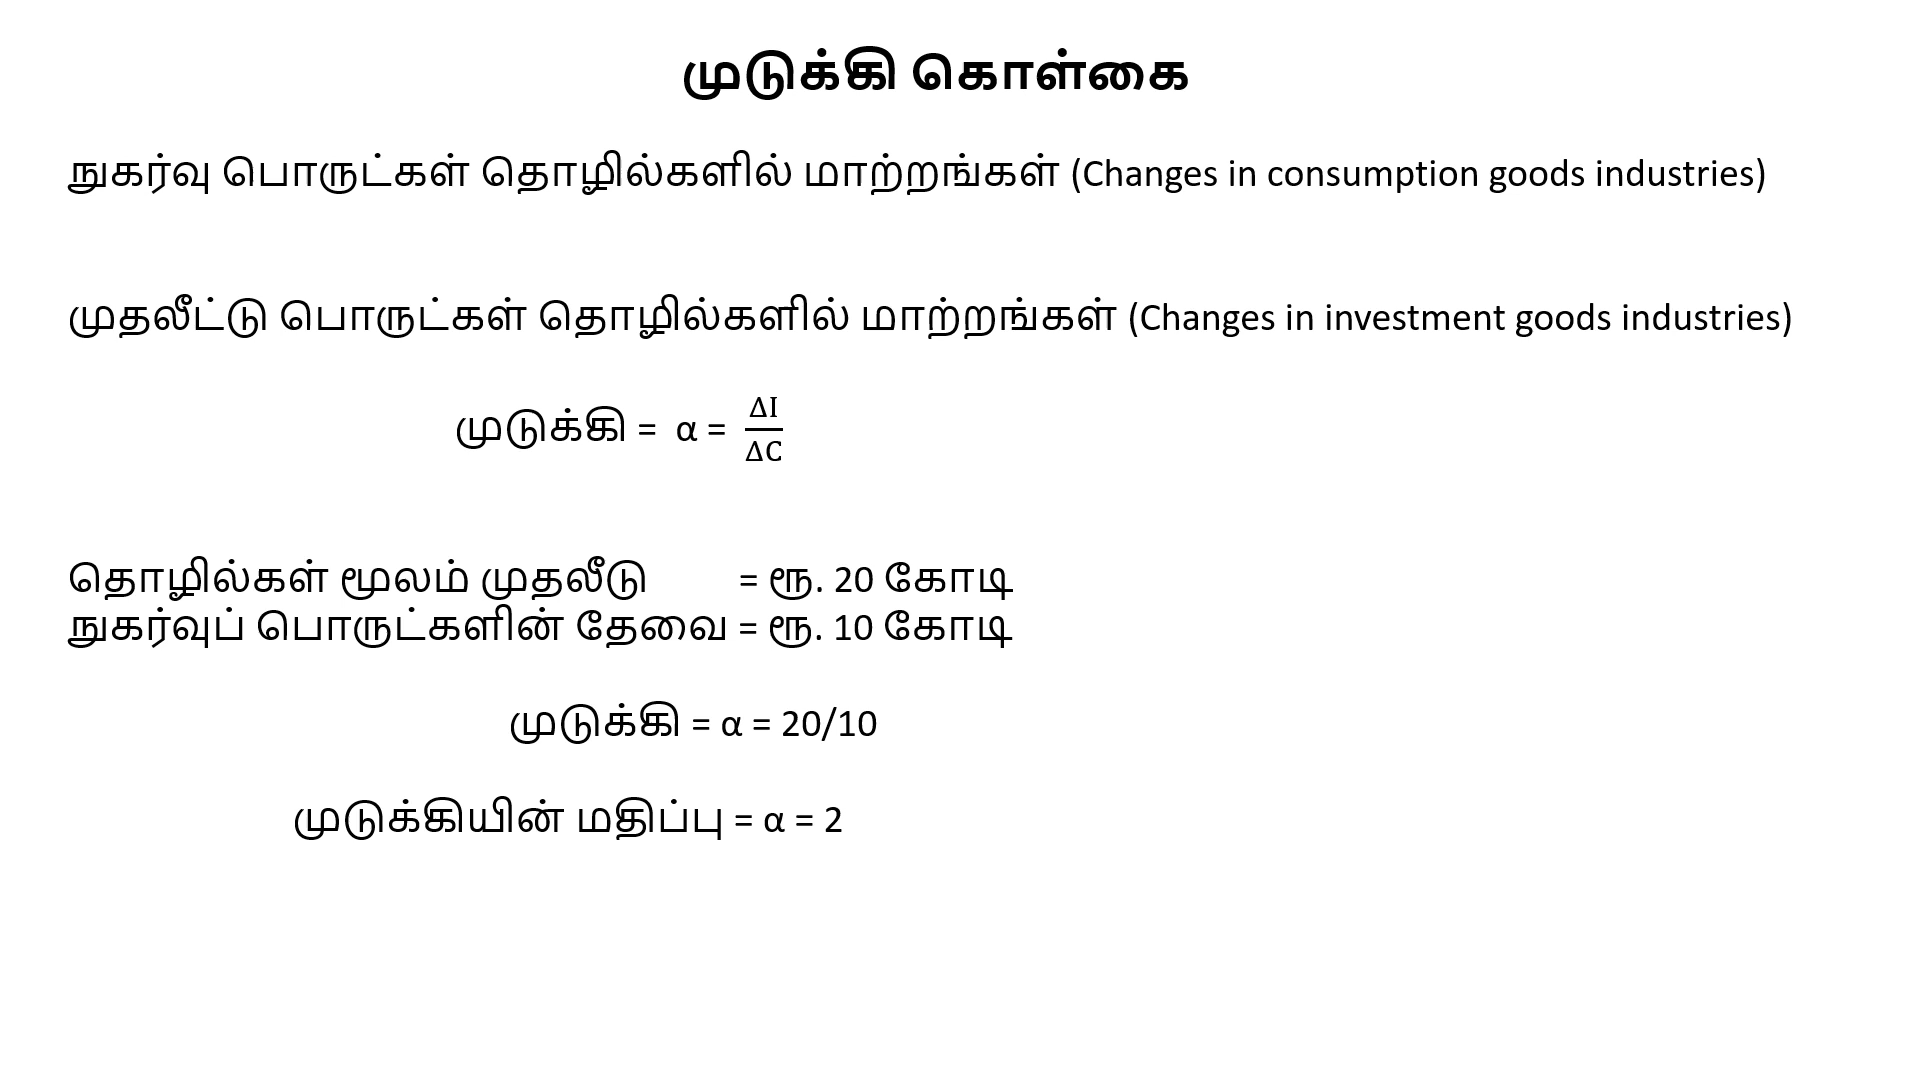 முடுக்கி கொள்கை
நுகர்வு பொருட்கள் தொழில்களில் மாற்றங்கள் (Changes in consumption goods industries)
முதலீட்டு பொருட்கள் தொழில்களில் மாற்றங்கள் (Changes in investment goods industries)
முடுக்கி = α = ΔI/ΔC
தொழில்கள் மூலம் முதலீடு = ரூ. 20 கோடி
நுகர்வுப் பொருட்களின் தேவை = ரூ. 10 கோடி
முடுக்கி = α = 20/10
முடுக்கியின் மதிப்பு = α = 2